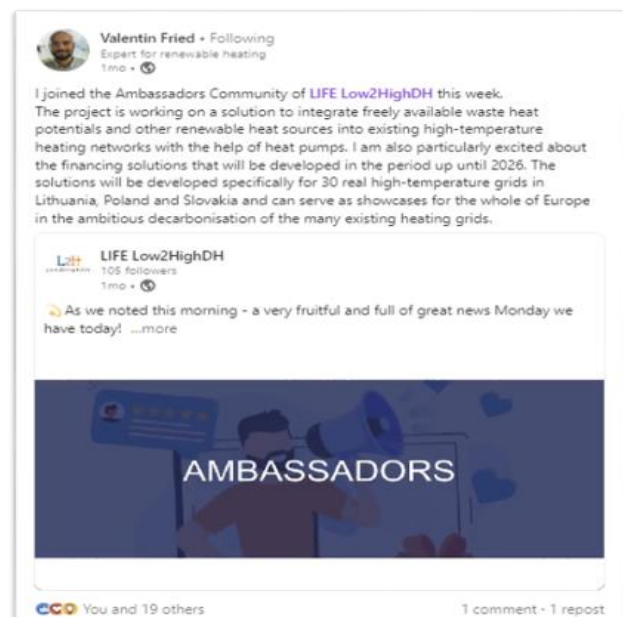 Valentin Fried • Following
Expert for renewable heating
1mo •
I joined the Ambassadors Community of LIFE Low2HighDH this week.
The project is working on a solution to integrate freely available waste heat
potentials and other renewable heat sources into existing high-temperature
heating networks with the help of heat pumps. I am also particularly excited about
the financing solutions that will be developed in the period up until 2026. The
solutions will be developed specifically for 30 real high-temperature grids in
Lithuania, Poland and Slovakia and can serve as showcases for the whole of Europe
in the ambitious decarbonisation of the many existing heating grids.
LIFE Low2HighDH
105 followers
1mo •
As we noted this morning - a very fruitful and full of great news Monday we
have today! ...more
AMBASSADORS
You and 19 others
1 comment • 1 repost